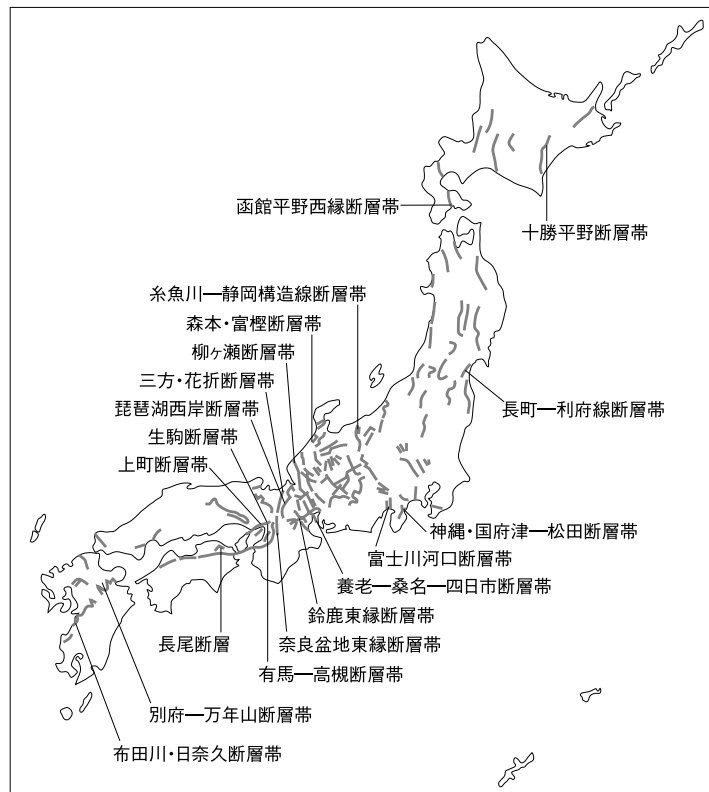 函館平野西縁断層帯
十勝平野断層帯
糸魚川―静岡構造線断層帯
森本・富樫断層帯
柳ヶ瀬断層帯
三方・花折断層帯
琵琶湖西岸断層帯
生駒断層帯
上町断層帯
長町―利府線断層帯
神縄・国府津―松田断層帯
富士川河口断層帯
養老―桑名―四日市断層帯
鈴鹿東縁断層帯
長尾断層
奈良盆地東縁断層帯
有馬―高槻断層帯
別府―万年山断層帯
布田川・日奈久断層帯